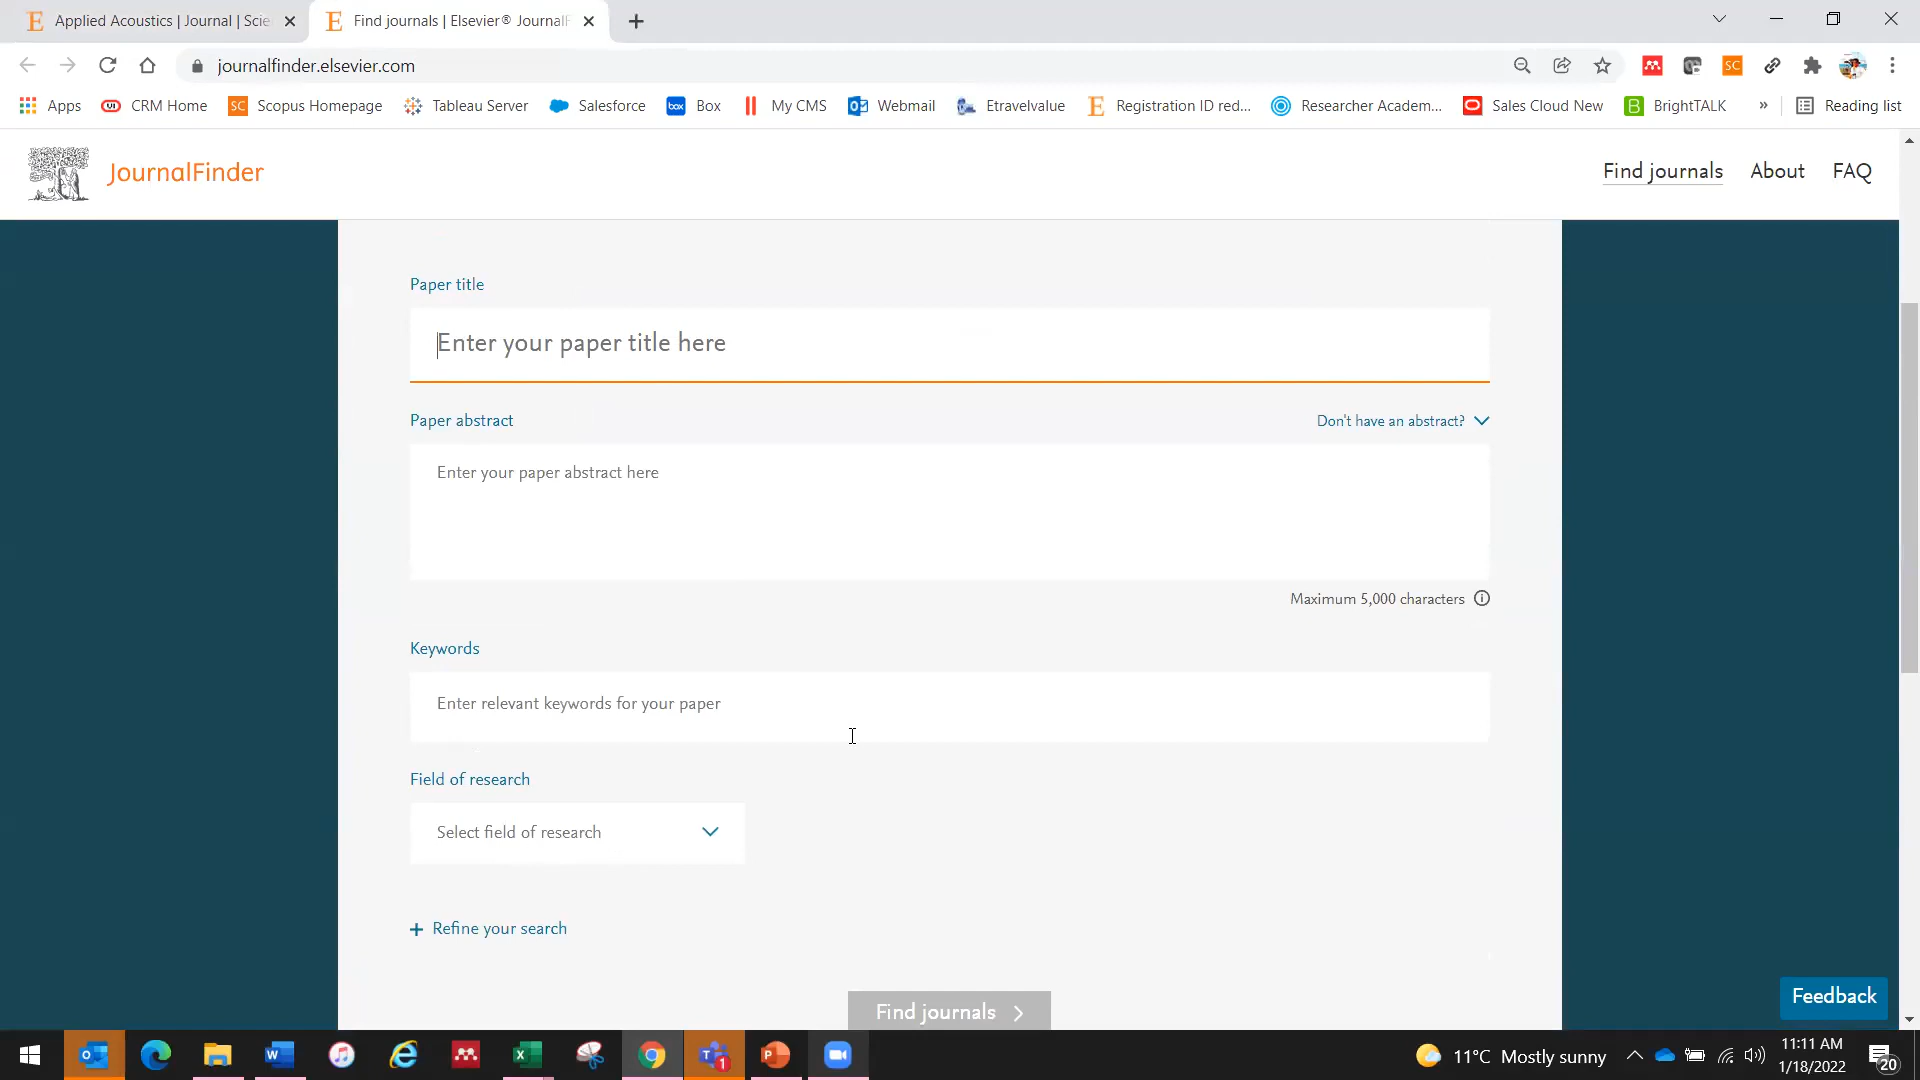 Applied Acoustics | Journal | Scie
Find journals | Elsevier® JournalF
journalfinder.elsevier.com
Apps
CRM Home
SC Scopus Homepage
Tableau Server
Salesforce
box Box
My CMS
Webmail
Etravelvalue
Registration ID red...
Researcher Academ...
Sales Cloud New
BrightTALK
»
Reading list
JournalFinder
Find journals About FAQ
Paper title
Enter your paper title here
Paper abstract
Don't have an abstract?
Enter your paper abstract here
Maximum 5,000 characters
Keywords
Enter relevant keywords for your paper
Field of research
Select field of research
+ Refine your search
Find journals
Feedback
11°C Mostly sunny
11:11 AM
1/18/2022
20